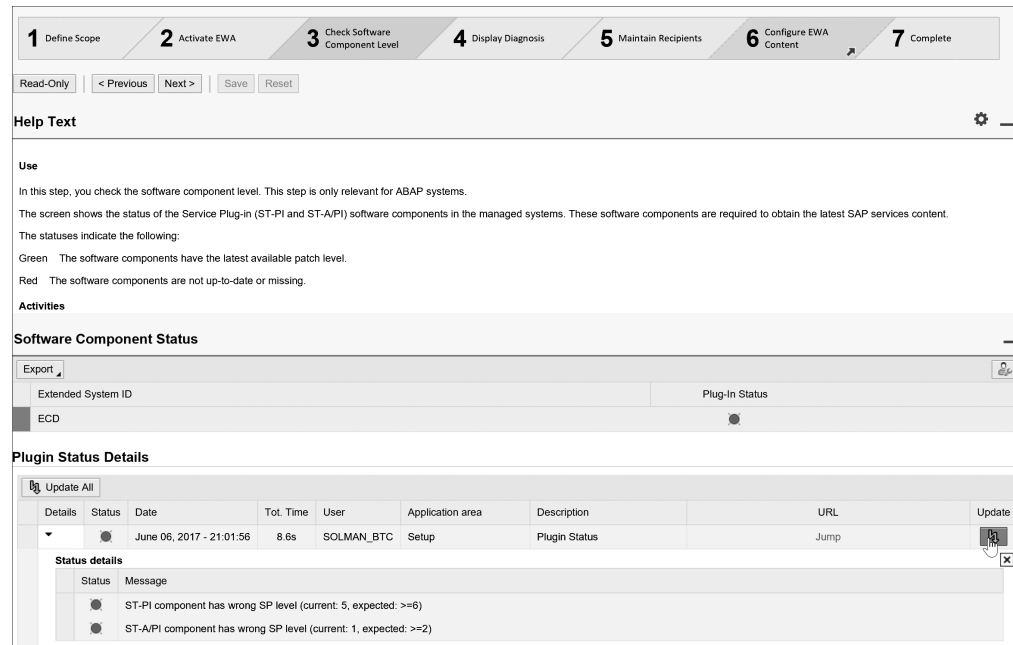 1 Define Scope 2 Activate EWA 3 Check Software Component Level 4 Display Diagnosis 5 Maintain Recipients 6 Configure EWA Content 7 Complete
Read-Only < Previous Next > Save Reset
Help Text
Use
In this step, you check the software component level. This step is only relevant for ABAP systems.
The screen shows the status of the Service Plug-in (ST-PI and ST-A/PI) software components in the managed systems. These software components are required to obtain the latest SAP services content.
The statuses indicate the following:
Green The software components have the latest available patch level.
Red The software components are not up-to-date or missing.
Activities
Software Component Status
Export
Extended System ID Plug-In Status
ECD
Plugin Status Details
Update All
Details Status Date Tot. Time User Application area Description URL Update
June 06, 2017 - 21:01:56 8.6s SOLMAN_BTC Setup Plugin Status Jump
Status details
Status Message
ST-PI component has wrong SP level (current: 5, expected: >=6)
ST-A/PI component has wrong SP level (current: 1, expected: >=2)